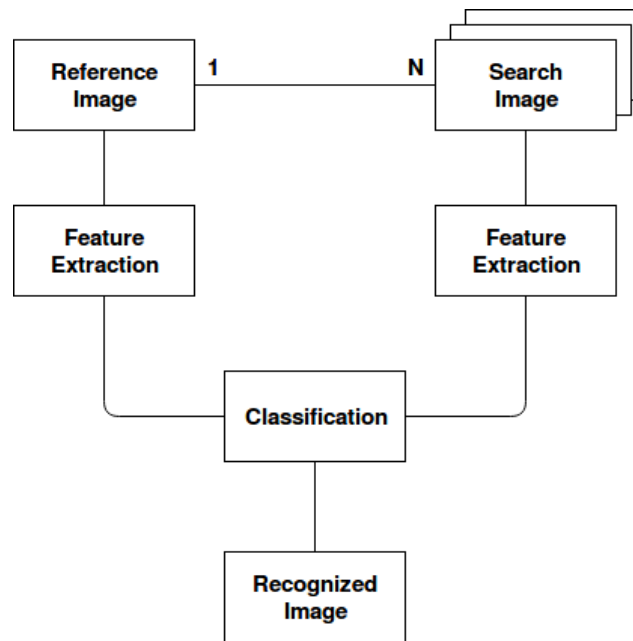 Reference
Image
1
N
Search
Image
Feature
Extraction
Feature
Extraction
Classification
Recognized
Image